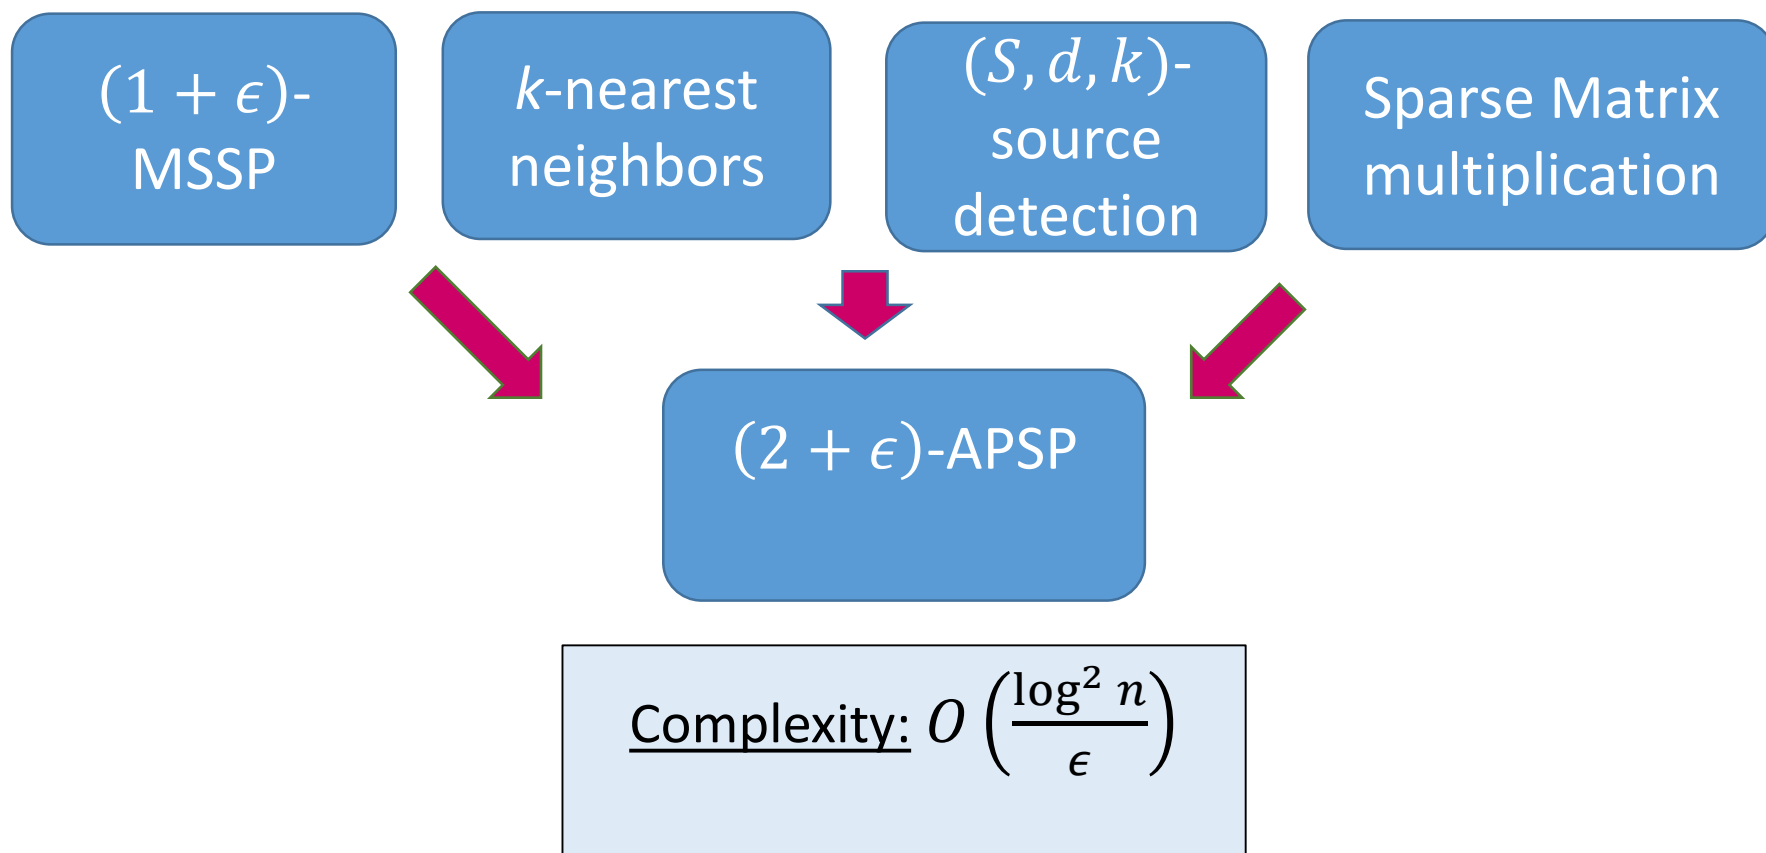 (1 + ϵ)-
MSSP
k-nearest
neighbors
(S, d, k)-
source
detection
Sparse Matrix
multiplication
(2 + ϵ)-APSP
Complexity: O(log² n / ϵ)